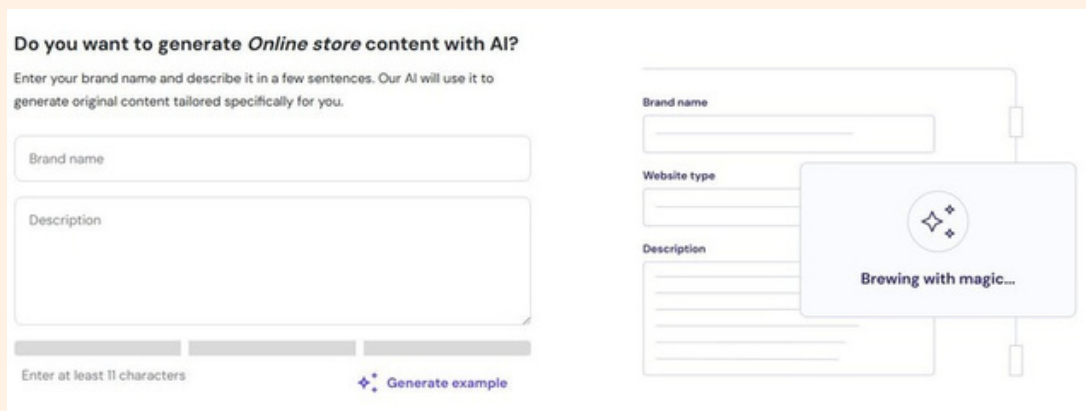 Do you want to generate Online store content with AI?
Enter your brand name and describe it in a few sentences. Our AI will use it to
generate original content tailored specifically for you.
Brand name
Description
Enter at least 11 characters
Generate example
Brand name
Website type
Description
Brewing with magic...